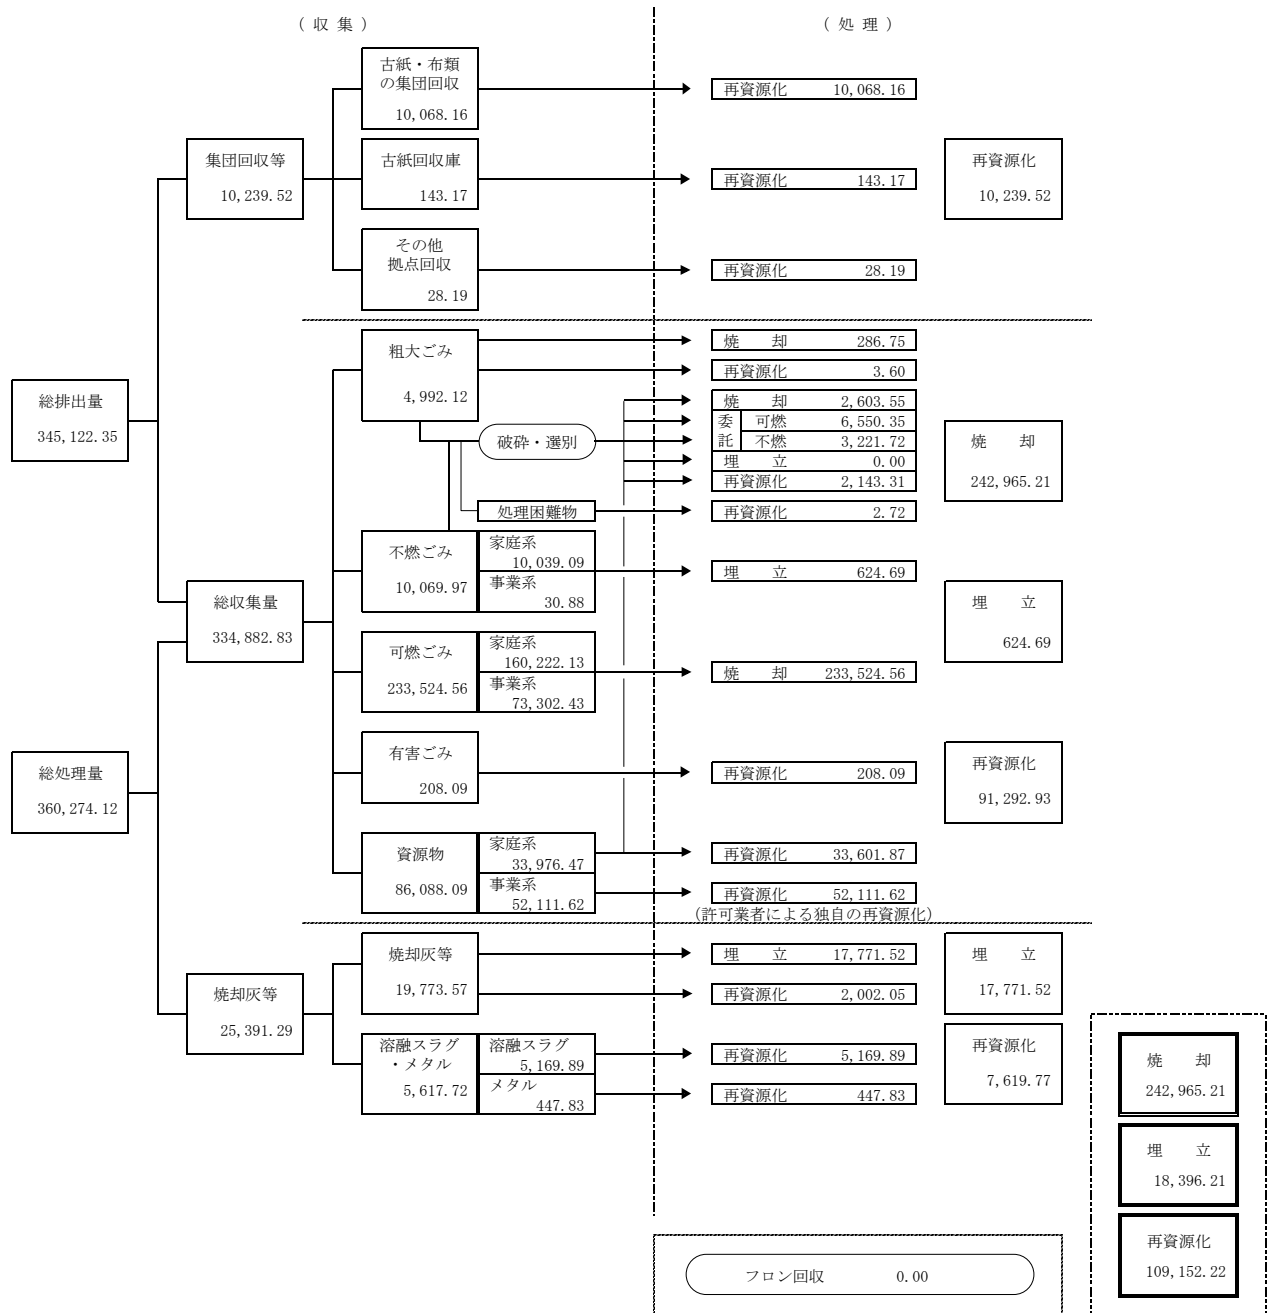 （ 収 集 ）
（ 処 理 ）
古紙・布類
の集団回収
10,068.16
再資源化 10,068.16
集団回収等
10,239.52
古紙回収庫
143.17
再資源化 143.17
再資源化
10,239.52
その他
拠点回収
28.19
再資源化 28.19
粗大ごみ
4,992.12
焼 却 286.75
再資源化 3.60
総排出量
345,122.35
焼 却 2,603.55
委託 可燃 6,550.35
不燃 3,221.72
埋 立 0.00
再資源化 2,143.31
破砕・選別
焼 却
242,965.21
処理困難物
再資源化 2.72
不燃ごみ
10,069.97
家庭系
10,039.09
事業系
30.88
埋 立 624.69
総収集量
334,882.83
埋 立
624.69
可燃ごみ
233,524.56
家庭系
160,222.13
事業系
73,302.43
焼 却 233,524.56
総処理量
360,274.12
有害ごみ
208.09
再資源化 208.09
再資源化
91,292.93
資源物
86,088.09
家庭系
33,976.47
事業系
52,111.62
再資源化 33,601.87
再資源化 52,111.62
（許可業者による独自の再資源化）
焼却灰等
25,391.29
焼却灰等
19,773.57
埋 立 17,771.52
再資源化 2,002.05
埋 立
17,771.52
溶融スラグ
・メタル
5,617.72
溶融スラグ
5,169.89
メタル
447.83
再資源化 5,169.89
再資源化 447.83
再資源化
7,619.77
焼 却
242,965.21
埋 立
18,396.21
再資源化
109,152.22
フロン回収 0.00